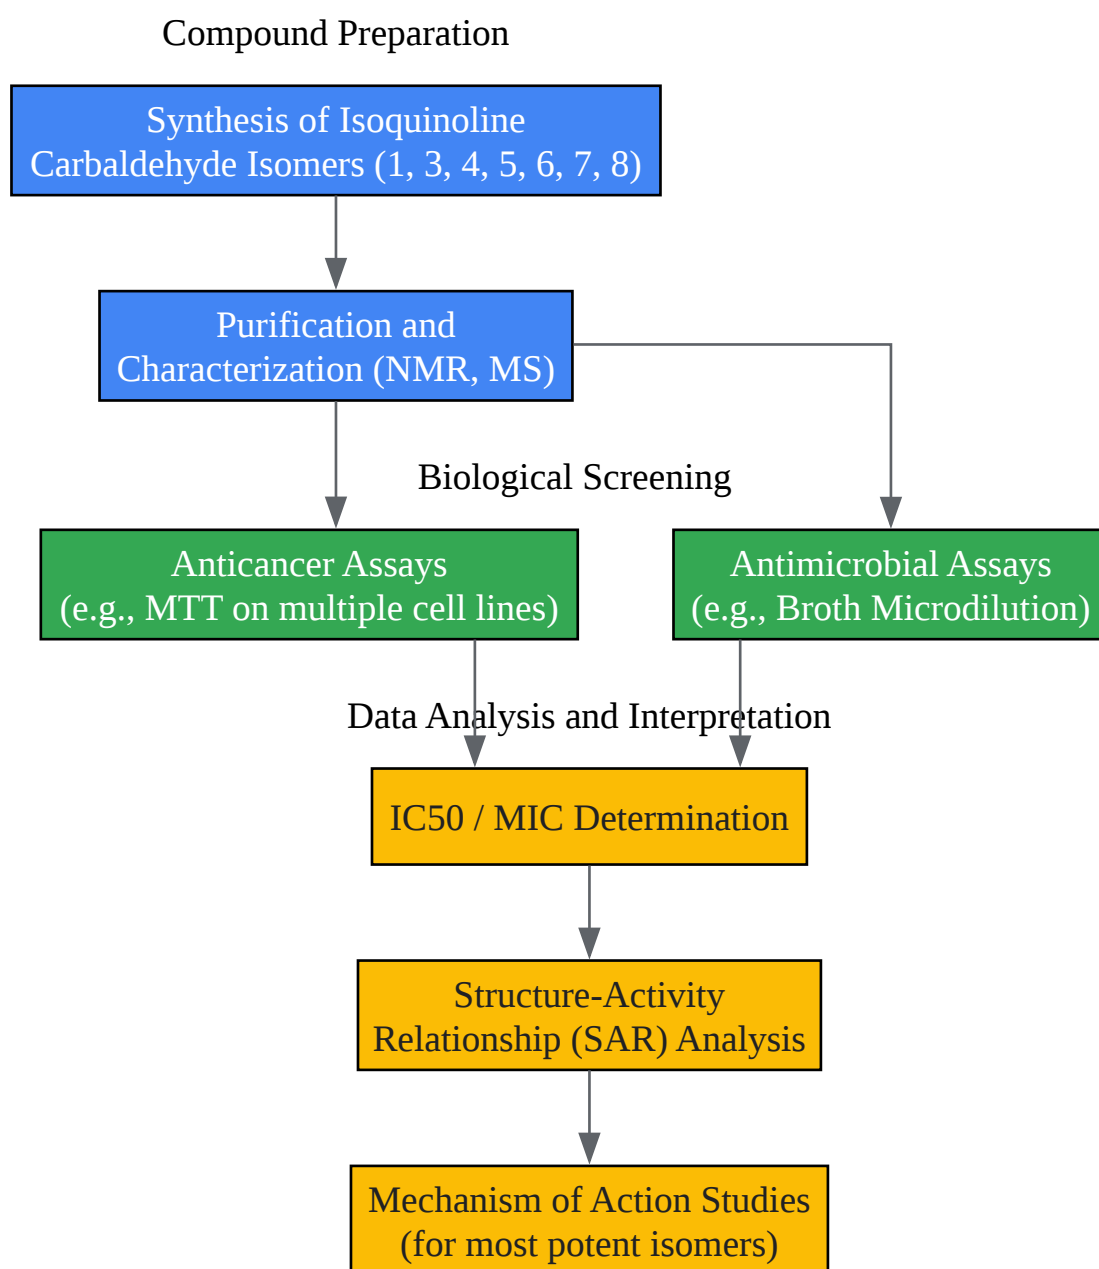 Compound Preparation
Synthesis of Isoquinoline
Carbaldehyde Isomers (1, 3, 4, 5, 6, 7, 8)
Purification and
Characterization (NMR, MS)
Biological Screening
Anticancer Assays
(e.g., MTT on multiple cell lines)
Antimicrobial Assays
(e.g., Broth Microdilution)
Data Analysis and Interpretation
IC50 / MIC Determination
Structure-Activity
Relationship (SAR) Analysis
Mechanism of Action Studies
(for most potent isomers)